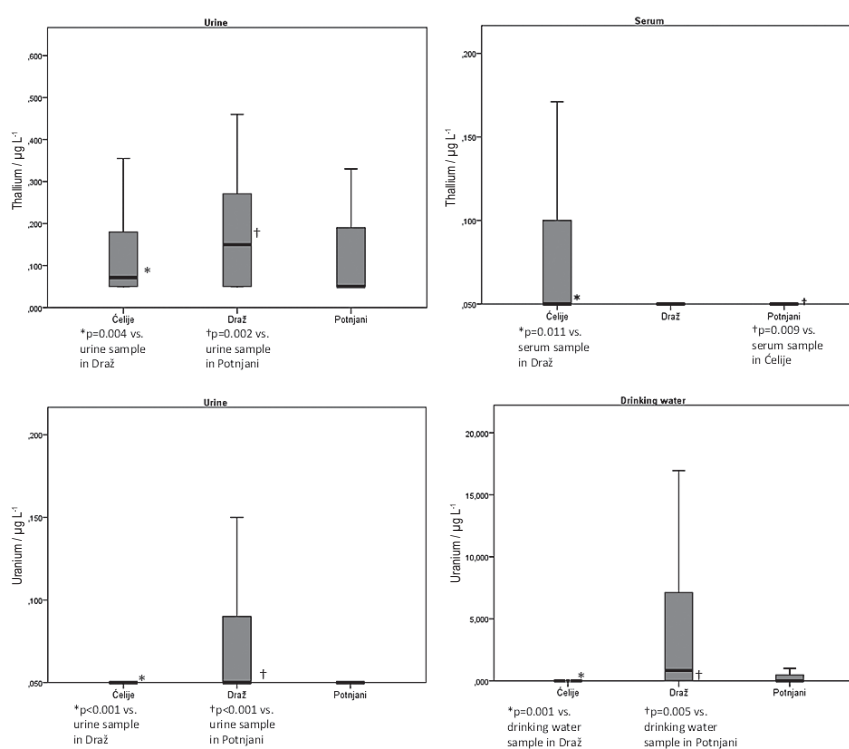 Urine
Thallium / µg L⁻¹
,600
,500
,400
,300
,200
,100
,000
Ćelije
Draž
Potnjani
*
†
*p=0.004 vs.
urine sample
in Draž
†p=0.002 vs.
urine sample
in Potnjani
Serum
Thallium / µg L⁻¹
,200
,150
,100
,050
Ćelije
Draž
Potnjani
*
†
*p=0.011 vs.
serum sample
in Draž
†p=0.009 vs.
serum sample
in Ćelije
Urine
Uranium / µg L⁻¹
,200
,150
,100
,050
Ćelije
Draž
Potnjani
*
†
*p<0.001 vs.
urine sample
in Draž
†p<0.001 vs.
urine sample
in Potnjani
Drinking water
Uranium / µg L⁻¹
20,000
15,000
10,000
5,000
,000
Ćelije
Draž
Potnjani
*
†
*p=0.001 vs.
drinking water
sample in Draž
†p=0.005 vs.
drinking water
sample in Potnjani